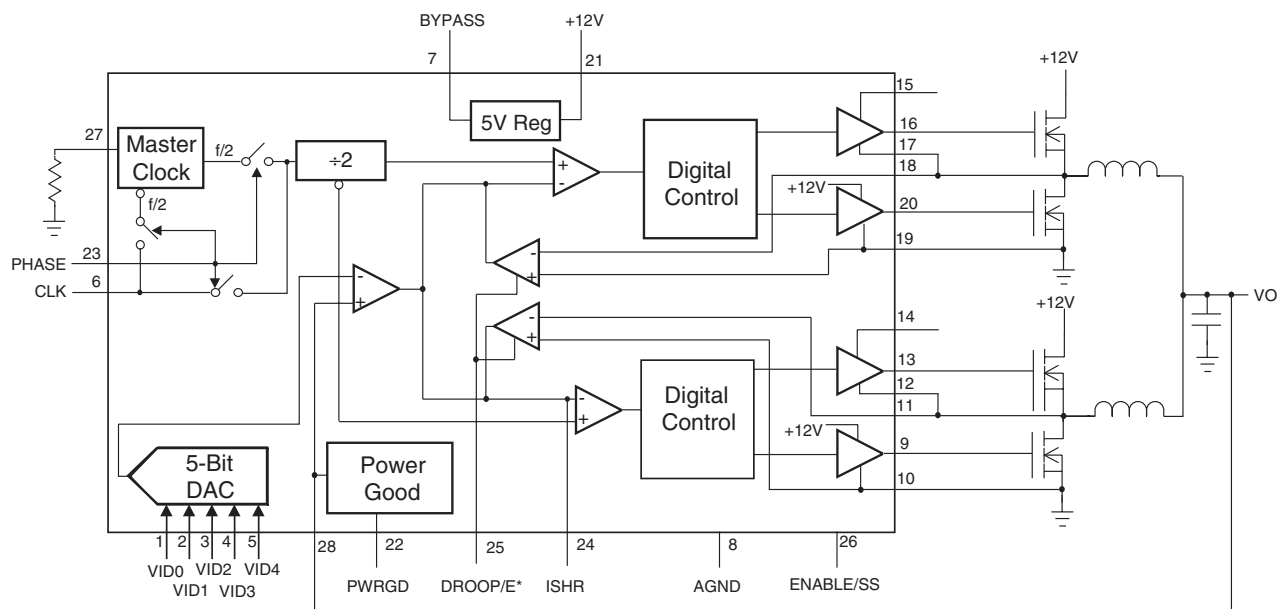 BYPASS
+12V
7
21
+12V
15
5V Reg
27
Master
Clock
f/2
÷2
+
-
Digital
Control
16
17
18
f/2
+12V
20
-
+
19
23
PHASE
6
CLK
-
+
VO
14
+12V
-
+
13
12
11
-
+
Digital
Control
+12V
9
10
5-Bit
DAC
Power
Good
1
2
3
4
5
28
22
25
24
8
26
VID0
VID1
VID2
VID3
VID4
PWRGD
DROOP/E*
ISHR
AGND
ENABLE/SS